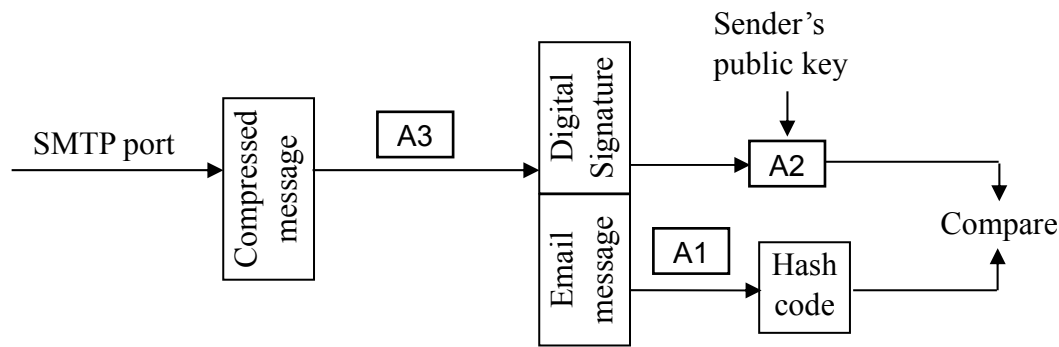 SMTP port
Compressed
message
A3
Digital
Signature
Email
message
Sender’s
public key
A2
A1
Hash
code
Compare